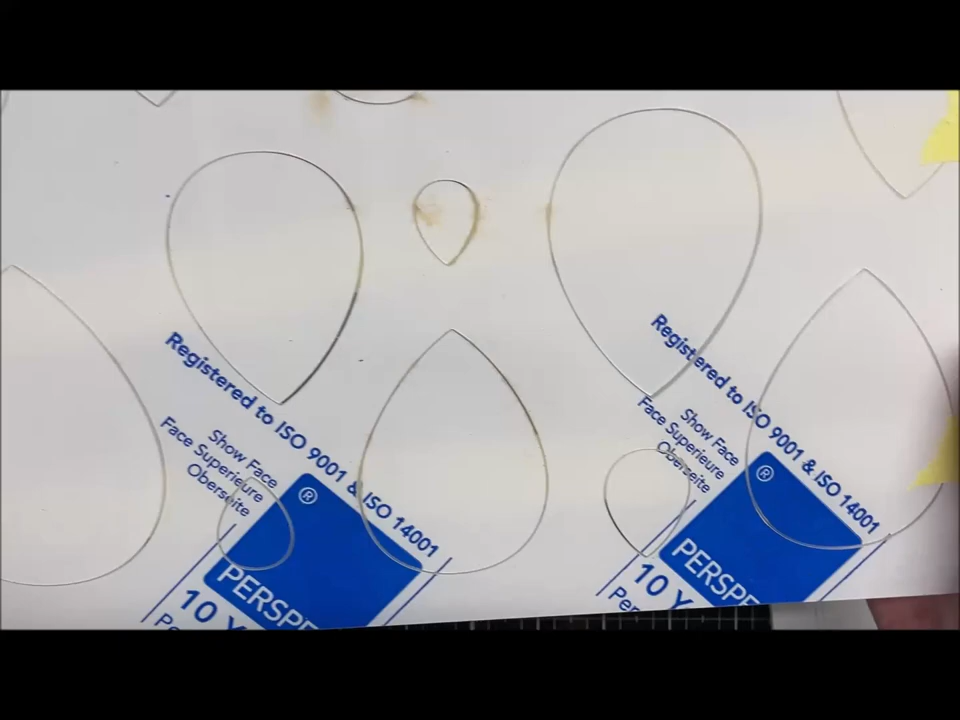 Registered to ISO 9001 & ISO 14001
Show Face
Face Superieure
Oberseite
®
PERSPE
10 Y
Registered to ISO 9001 & ISO 14001
Show Face
Face Superieure
Oberseite
®
PERSPE
10 Y